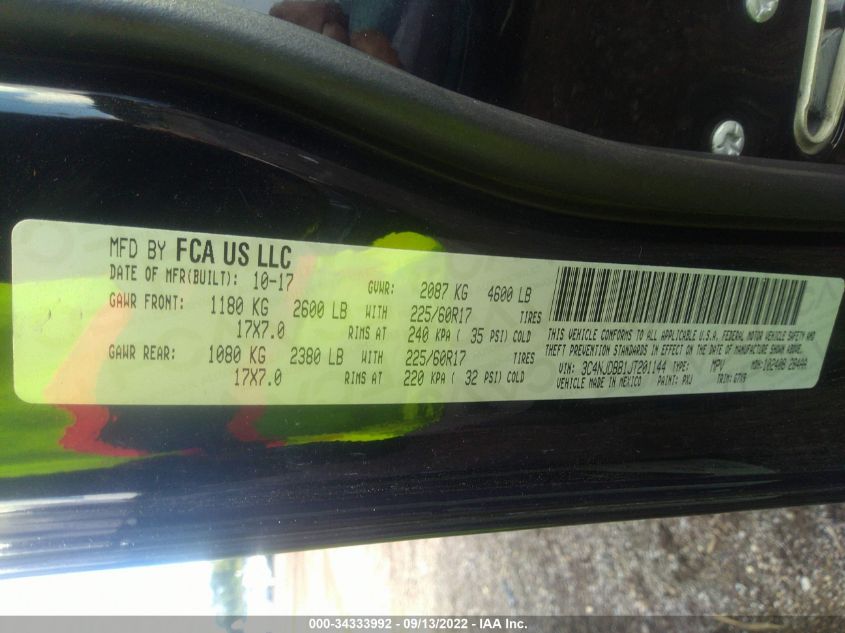 MFD BY FCA US LLC
DATE OF MFR(BUILT): 10-17 GVWR: 2087 KG 4600 LB
GAWR FRONT: 1180 KG 2600 LB WITH 225/60R17 TIRES
17X7.0 RIMS AT 240 KPA ( 35 PSI) COLD
GAWR REAR: 1080 KG 2380 LB WITH 225/60R17 TIRES
17X7.0 RIMS AT 220 KPA ( 32 PSI) COLD
THIS VEHICLE CONFORMS TO ALL APPLICABLE U.S.A. FEDERAL MOTOR VEHICLE SAFETY AND
THEFT PREVENTION STANDARDS IN EFFECT ON THE DATE OF MANUFACTURE SHOWN ABOVE.
VIN: 3C4NJDBB1JT201144 TYPE: MPV MDH: 102408
VEHICLE MADE IN MEXICO PAINT: PXJ TRIM:
000-34333992 - 09/13/2022 - IAA Inc.